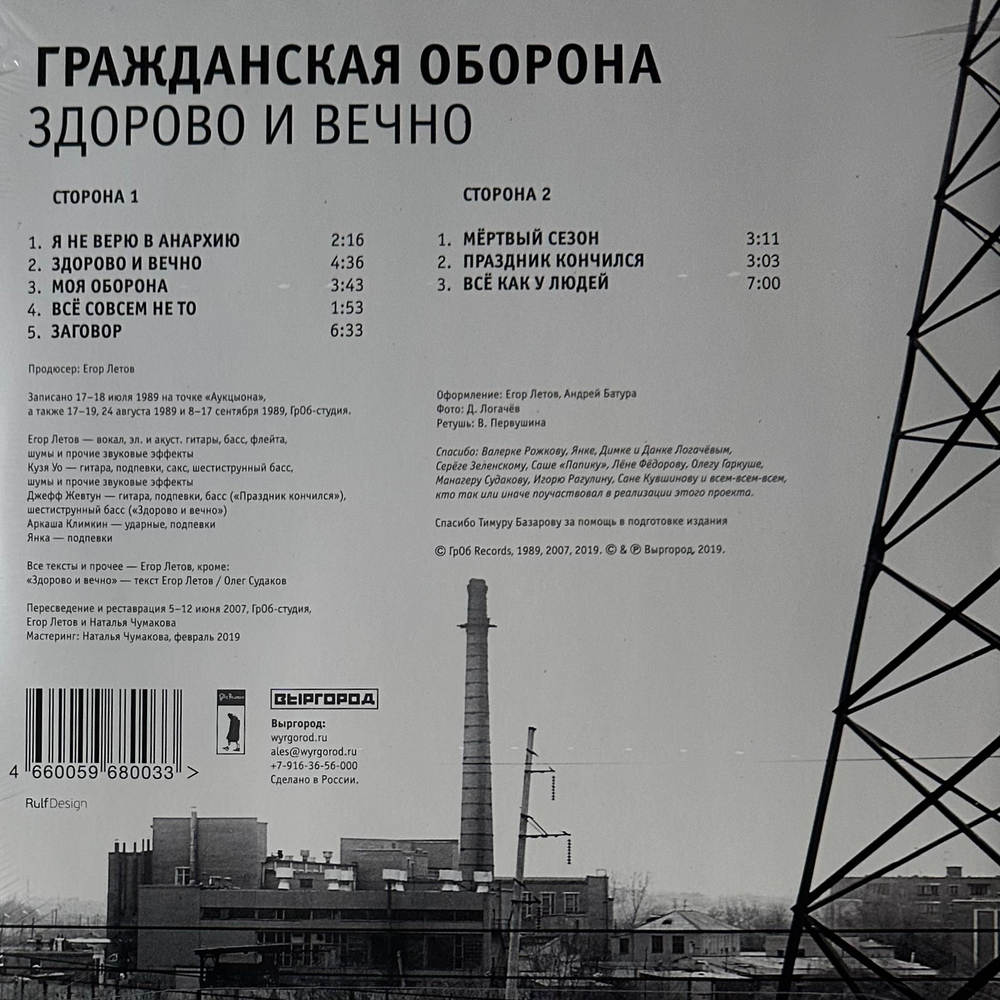 ГРАЖДАНСКАЯ ОБОРОНА
ЗДОРОВО И ВЕЧНО
СТОРОНА 1
1. Я НЕ ВЕРЮ В АНАРХИЮ 2:16
2. ЗДОРОВО И ВЕЧНО 4:36
3. МОЯ ОБОРОНА 3:43
4. ВСЁ СОВСЕМ НЕ ТО 1:53
5. ЗАГОВОР 6:33
СТОРОНА 2
1. МЁРТВЫЙ СЕЗОН 3:11
2. ПРАЗДНИК КОНЧИЛСЯ 3:03
3. ВСЁ КАК У ЛЮДЕЙ 7:00
Продюсер: Егор Летов
Записано 17–18 июля 1989 на точке «Аукцыона»,
а также 17–19, 24 августа 1989 и 8–17 сентября 1989, ГрОб-студия.
Егор Летов — вокал, эл. и акуст. гитары, басс, флейта,
шумы и прочие звуковые эффекты
Кузя Уо — гитара, подпевки, сакс, шестиструнный басс,
шумы и прочие звуковые эффекты
Джефф Жевтун — гитара, подпевки, басс («Праздник кончился»),
шестиструнный басс («Здорово и вечно»)
Аркаша Климкин — ударные, подпевки
Янка — подпевки
Все тексты и прочее — Егор Летов, кроме:
«Здорово и вечно» — текст Егор Летов / Олег Судаков
Пересведение и реставрация 5–12 июня 2007, ГрОб-студия,
Егор Летов и Наталья Чумакова
Мастеринг: Наталья Чумакова, февраль 2019
Оформление: Егор Летов, Андрей Батура
Фото: Д. Логачёв
Ретушь: В. Первушина
Спасибо: Валерке Рожкову, Янке, Димке и Данке Логачёвым,
Серёге Зеленскому, Саше «Папику», Лёне Фёдорову, Олегу Гаркуше,
Манагеру Судакову, Игорю Рагулину, Сане Кувшинову и всем-всем-всем,
кто так или иначе поучаствовал в реализации этого проекта.
Спасибо Тимуру Базарову за помощь в подготовке издания
© ГрОб Records, 1989, 2007, 2019. © & ℗ Выргород, 2019.
4 660059 680033 >
RulfDesign
ВЫРГОРОД
Выргород:
wyrgorod.ru
ales@wyrgorod.ru
+7-916-36-56-000
Сделано в России.